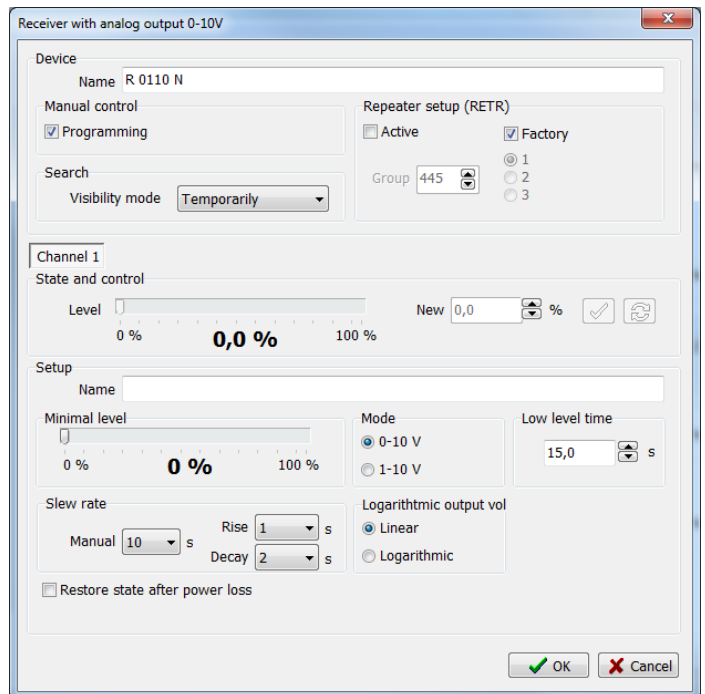 Receiver with analog output 0-10V
Device
Name R 0110 N
Manual control
Programming
Search
Visibility mode Temporarily
Repeater setup (RETR)
Active
Factory
Group 445
1
2
3
Channel 1
State and control
Level
0 % 0,0 % 100 %
New 0,0 %
Setup
Name
Minimal level
0 % 0 % 100 %
Mode
0-10 V
1-10 V
Low level time
15,0 s
Slew rate
Manual 10 s
Rise 1 s
Decay 2 s
Logarithtmic output vol
Linear
Logarithmic
Restore state after power loss
OK Cancel